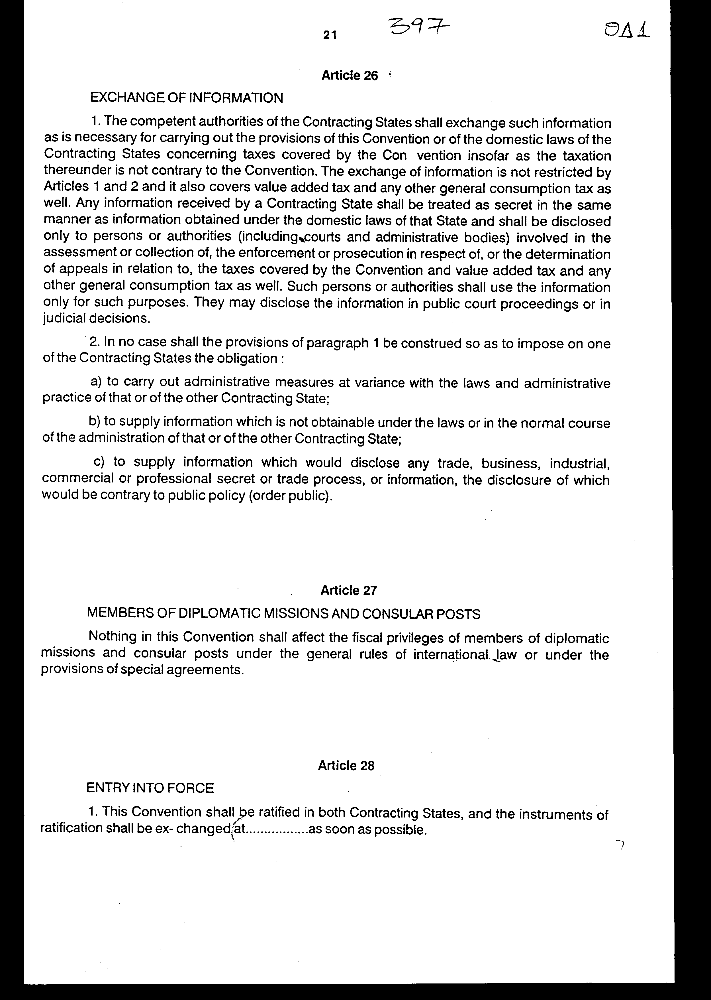 21 397 ΘΔ1
Article 26
EXCHANGE OF INFORMATION
1. The competent authorities of the Contracting States shall exchange such information
as is necessary for carrying out the provisions of this Convention or of the domestic laws of the
Contracting States concerning taxes covered by the Con vention insofar as the taxation
thereunder is not contrary to the Convention. The exchange of information is not restricted by
Articles 1 and 2 and it also covers value added tax and any other general consumption tax as
well. Any information received by a Contracting State shall be treated as secret in the same
manner as information obtained under the domestic laws of that State and shall be disclosed
only to persons or authorities (including courts and administrative bodies) involved in the
assessment or collection of, the enforcement or prosecution in respect of, or the determination
of appeals in relation to, the taxes covered by the Convention and value added tax and any
other general consumption tax as well. Such persons or authorities shall use the information
only for such purposes. They may disclose the information in public court proceedings or in
judicial decisions.
2. In no case shall the provisions of paragraph 1 be construed so as to impose on one
of the Contracting States the obligation :
a) to carry out administrative measures at variance with the laws and administrative
practice of that or of the other Contracting State;
b) to supply information which is not obtainable under the laws or in the normal course
of the administration of that or of the other Contracting State;
c) to supply information which would disclose any trade, business, industrial,
commercial or professional secret or trade process, or information, the disclosure of which
would be contrary to public policy (order public).
Article 27
MEMBERS OF DIPLOMATIC MISSIONS AND CONSULAR POSTS
Nothing in this Convention shall affect the fiscal privileges of members of diplomatic
missions and consular posts under the general rules of international law or under the
provisions of special agreements.
Article 28
ENTRY INTO FORCE
1. This Convention shall be ratified in both Contracting States, and the instruments of
ratification shall be ex- changed at.................as soon as possible.